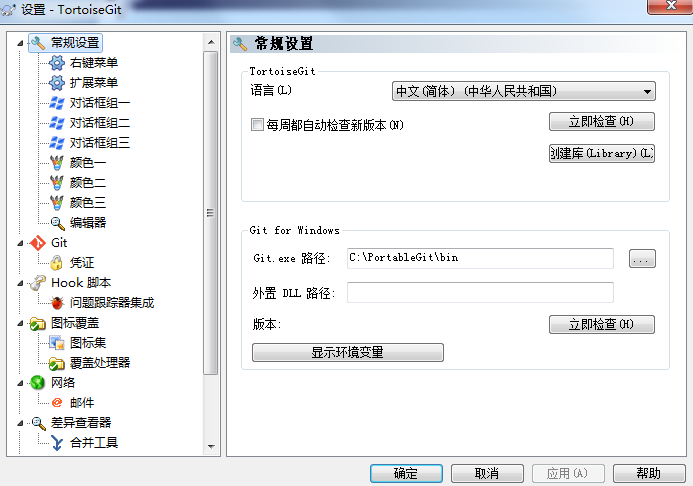 设置 - TortoiseGit
常规设置
右键菜单
扩展菜单
对话框组一
对话框组二
对话框组三
颜色一
颜色二
颜色三
编辑器
Git
凭证
Hook 脚本
问题跟踪器集成
图标覆盖
图标集
覆盖处理器
网络
邮件
差异查看器
合并工具
常规设置
TortoiseGit
语言(L)
中文(简体) (中华人民共和国)
每周都自动检查新版本(N)
立即检查(H)
创建库(Library)(L)
Git for Windows
Git.exe 路径:
C:\PortableGit\bin
...
外置 DLL 路径:
版本:
立即检查(H)
显示环境变量
确定
取消
应用(A)
帮助